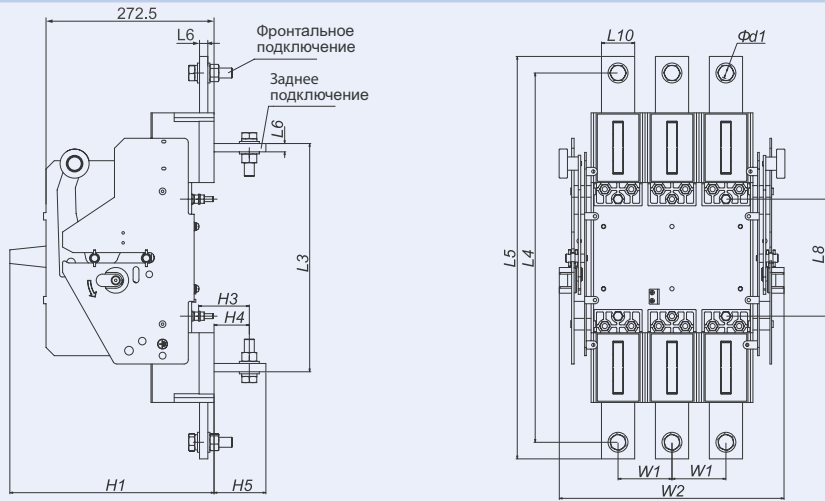 272.5
L6
Фронтальное
подключение
Заднее
подключение
L6
L3
H3
H4
H1
H5
L10
Φd1
L5
L4
L8
W1
W1
W2